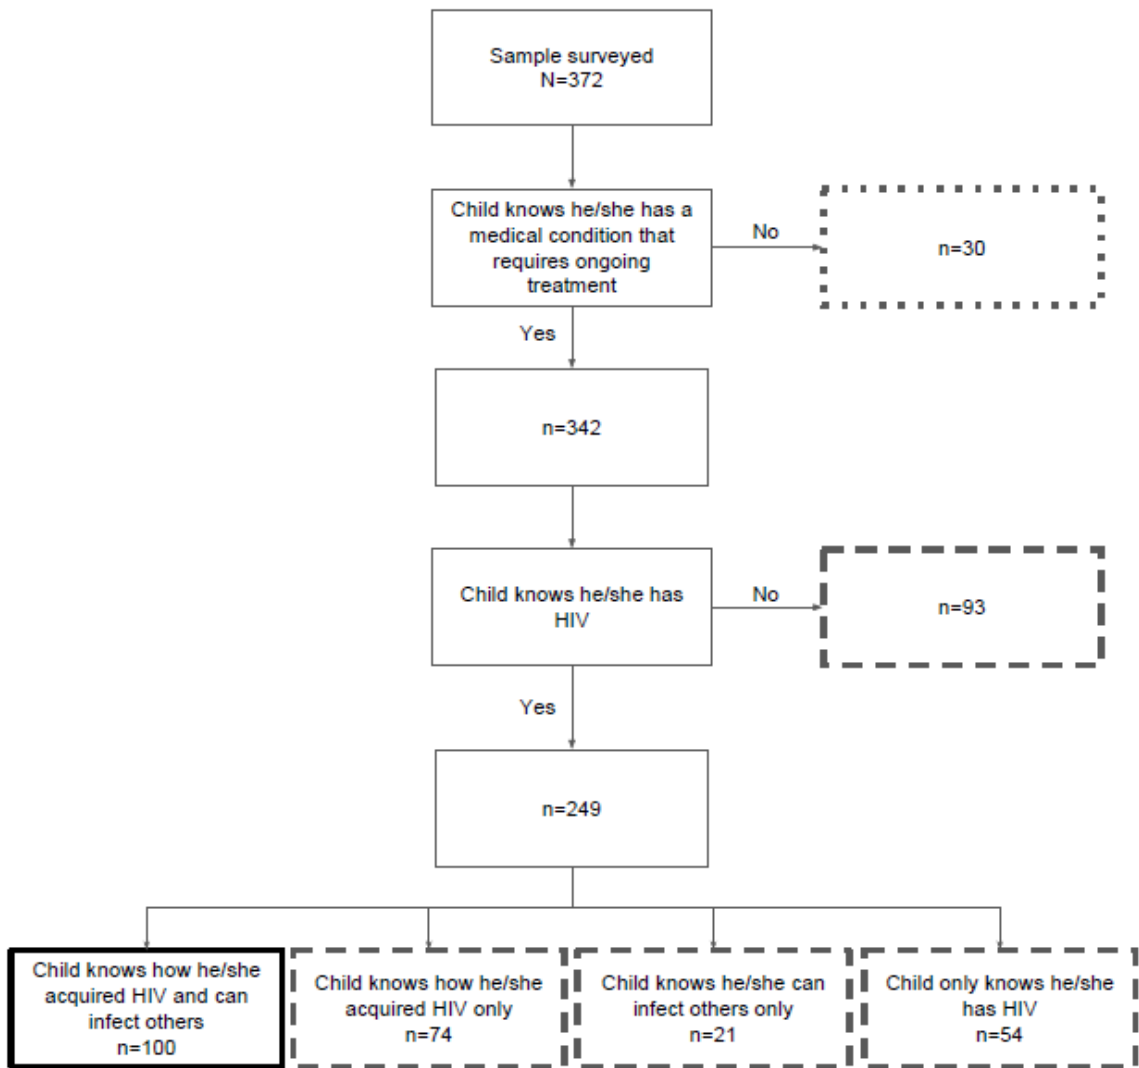 Sample surveyed
N=372
Child knows he/she has a
medical condition that
requires ongoing
treatment
No
n=30
Yes
n=342
Child knows he/she has
HIV
No
n=93
Yes
n=249
Child knows how he/she
acquired HIV and can
infect others
n=100
Child knows how he/she
acquired HIV only
n=74
Child knows he/she can
infect others only
n=21
Child only knows he/she
has HIV
n=54